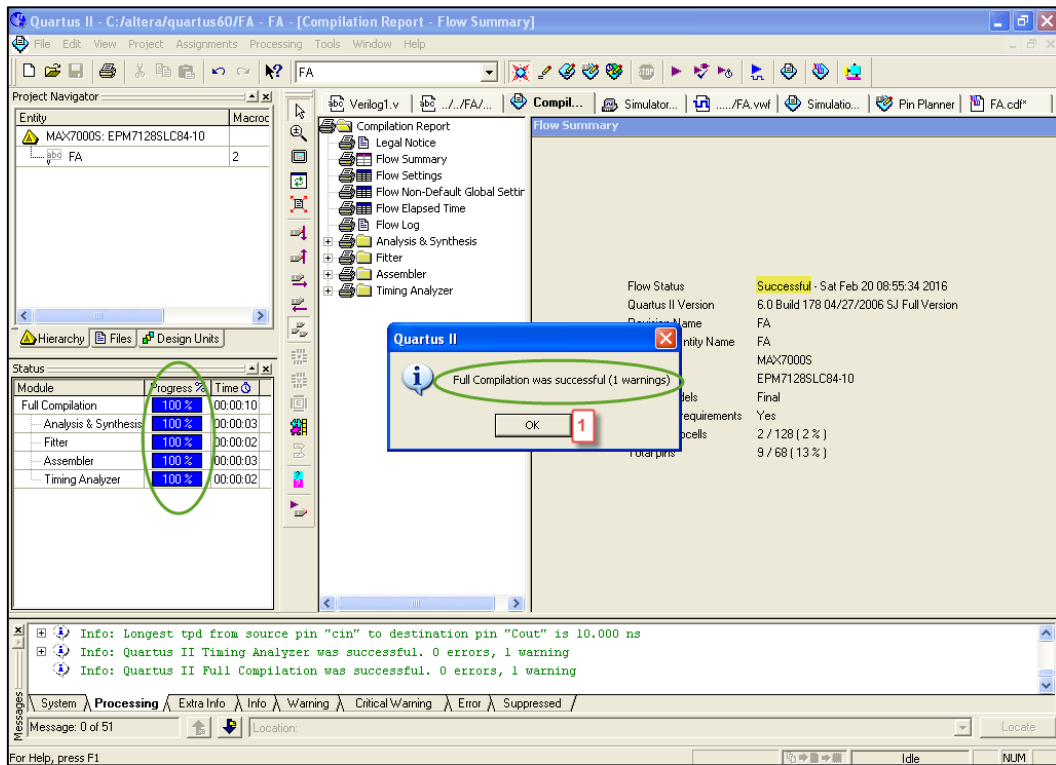 Quartus II - C:/altera/quartus60/FA - FA - [Compilation Report - Flow Summary]
File Edit View Project Assignments Processing Tools Window Help
FA
Project Navigator
Entity Macroc
MAX7000S: EPM7128SLC84-10
FA 2
Hierarchy Files Design Units
Status
Module Progress % Time
Full Compilation 100 % 00:00:10
Analysis & Synthesis 100 % 00:00:03
Fitter 100 % 00:00:02
Assembler 100 % 00:00:03
Timing Analyzer 100 % 00:00:02
Verilog1.v ../../FA/... Compil... Simulator... ...../FA.vwf Simulatio... Pin Planner FA.cdf*
Compilation Report
Legal Notice
Flow Summary
Flow Settings
Flow Non-Default Global Settir
Flow Elapsed Time
Flow Log
Analysis & Synthesis
Fitter
Assembler
Timing Analyzer
Flow Summary
Flow Status Successful - Sat Feb 20 08:55:34 2016
Quartus II Version 6.0 Build 178 04/27/2006 SJ Full Version
Name FA
ntity Name FA
MAX7000S
EPM7128SLC84-10
Final
equirements Yes
2 / 128 ( 2 % )
Total pins 9 / 68 ( 13 % )
Quartus II
Full Compilation was successful (1 warnings)
OK 1
Info: Longest tpd from source pin "cin" to destination pin "Cout" is 10.000 ns
Info: Quartus II Timing Analyzer was successful. 0 errors, 1 warning
Info: Quartus II Full Compilation was successful. 0 errors, 1 warning
System Processing Extra Info Info Warning Critical Warning Error Suppressed
Messages
Message: 0 of 51 Location: Locate
For Help, press F1 Idle NUM